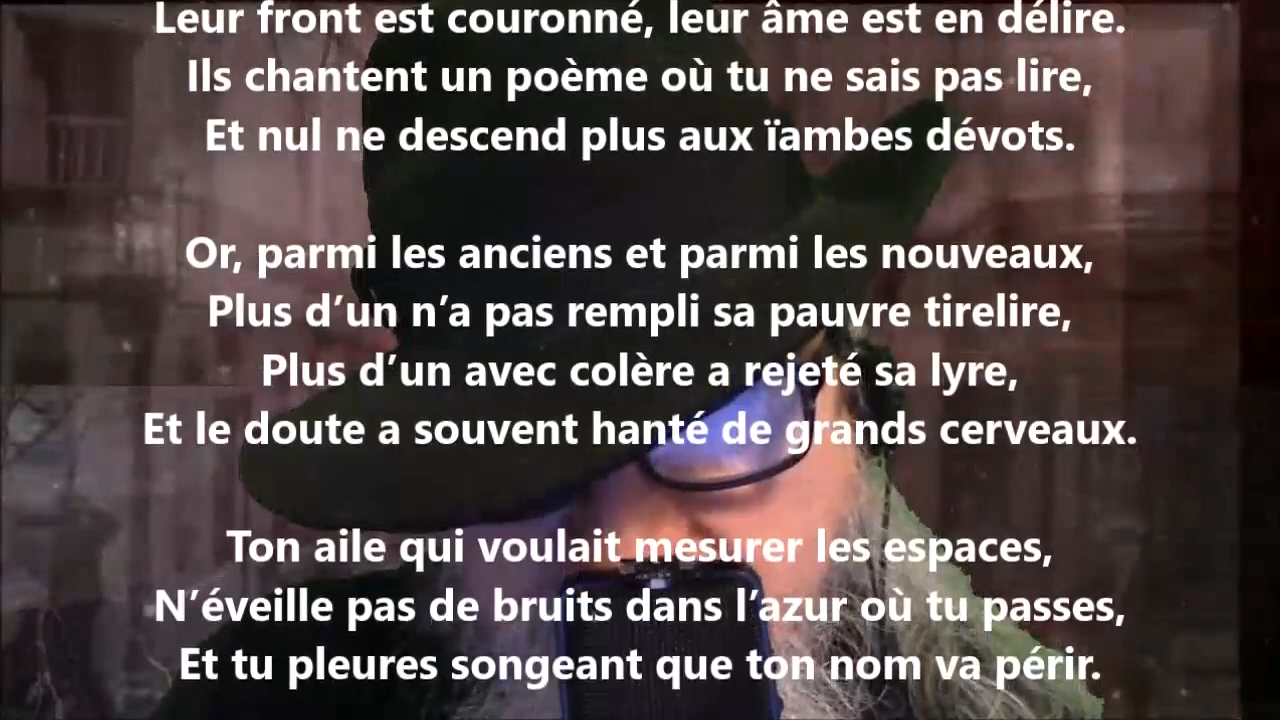 Leur front est couronné, leur âme est en délire.
Ils chantent un poème où tu ne sais pas lire,
Et nul ne descend plus aux ïambes dévots.
Or, parmi les anciens et parmi les nouveaux,
Plus d’un n’a pas rempli sa pauvre tirelire,
Plus d’un avec colère a rejeté sa lyre,
Et le doute a souvent hanté de grands cerveaux.
Ton aile qui voulait mesurer les espaces,
N’éveille pas de bruits dans l’azur où tu passes,
Et tu pleures songeant que ton nom va périr.